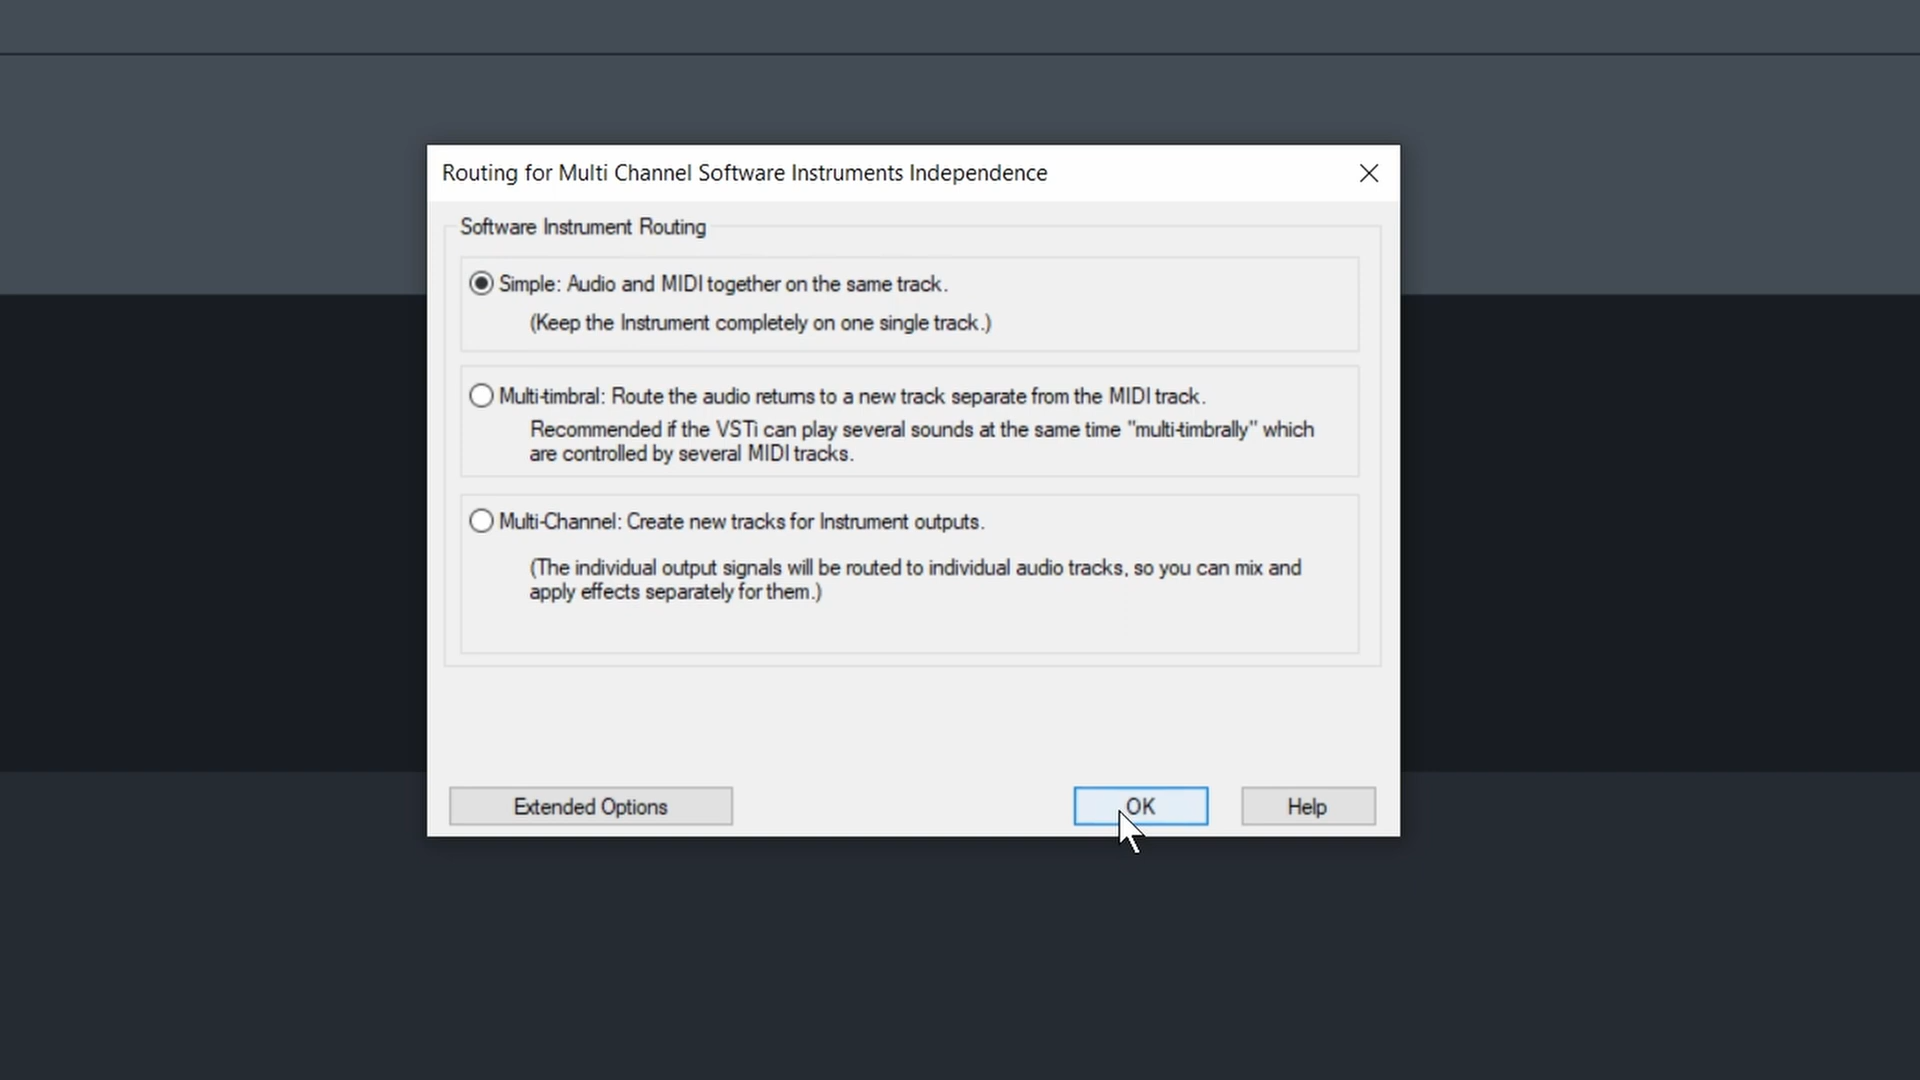 Routing for Multi Channel Software Instruments Independence
Software Instrument Routing
Simple: Audio and MIDI together on the same track.
(Keep the Instrument completely on one single track.)
Multi-timbral: Route the audio returns to a new track separate from the MIDI track.
Recommended if the VSTi can play several sounds at the same time "multi-timbrally" which
are controlled by several MIDI tracks.
Multi-Channel: Create new tracks for Instrument outputs.
(The individual output signals will be routed to individual audio tracks, so you can mix and
apply effects separately for them.)
Extended Options
OK
Help